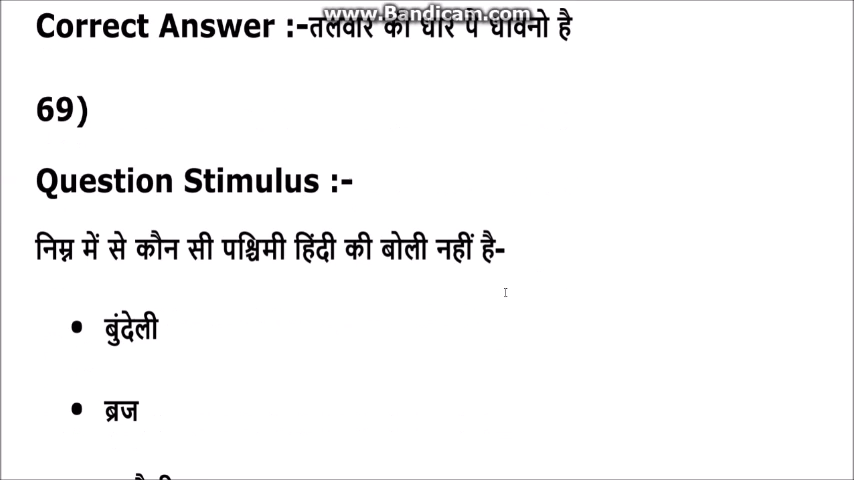 www.Bandicam.com
Correct Answer :-तलवार की धार पे धावनो है
69)
Question Stimulus :-
निम्न में से कौन सी पश्चिमी हिंदी की बोली नहीं है-
• बुंदेली
• ब्रज